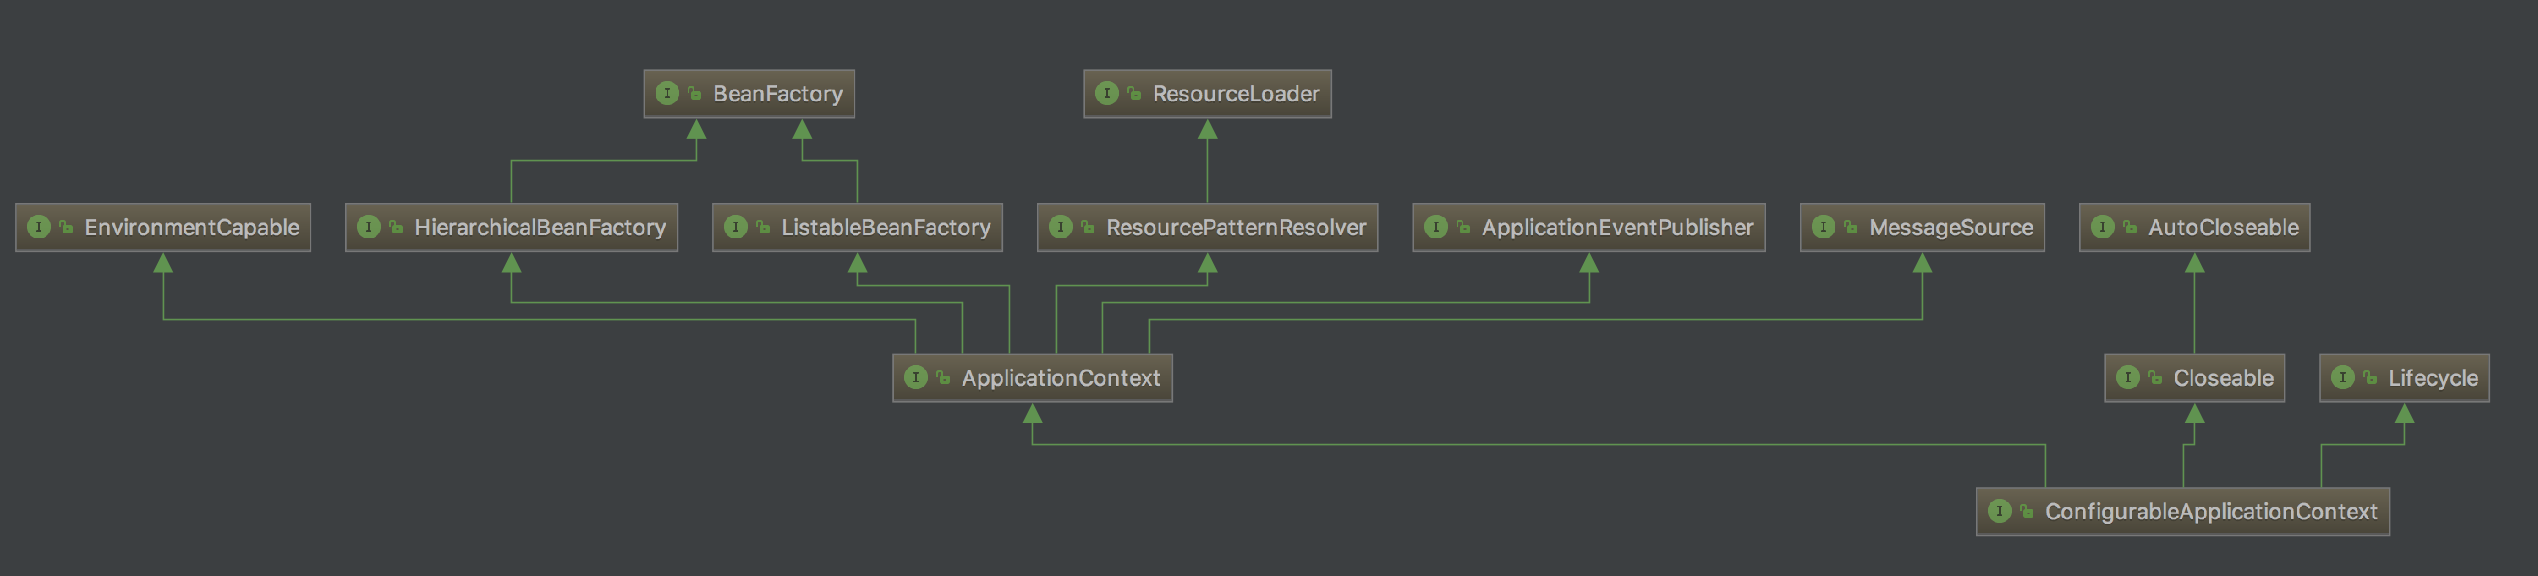 I BeanFactory
I ResourceLoader
I EnvironmentCapable
I HierarchicalBeanFactory
I ListableBeanFactory
I ResourcePatternResolver
I ApplicationEventPublisher
I MessageSource
I AutoCloseable
I ApplicationContext
I Closeable
I Lifecycle
I ConfigurableApplicationContext